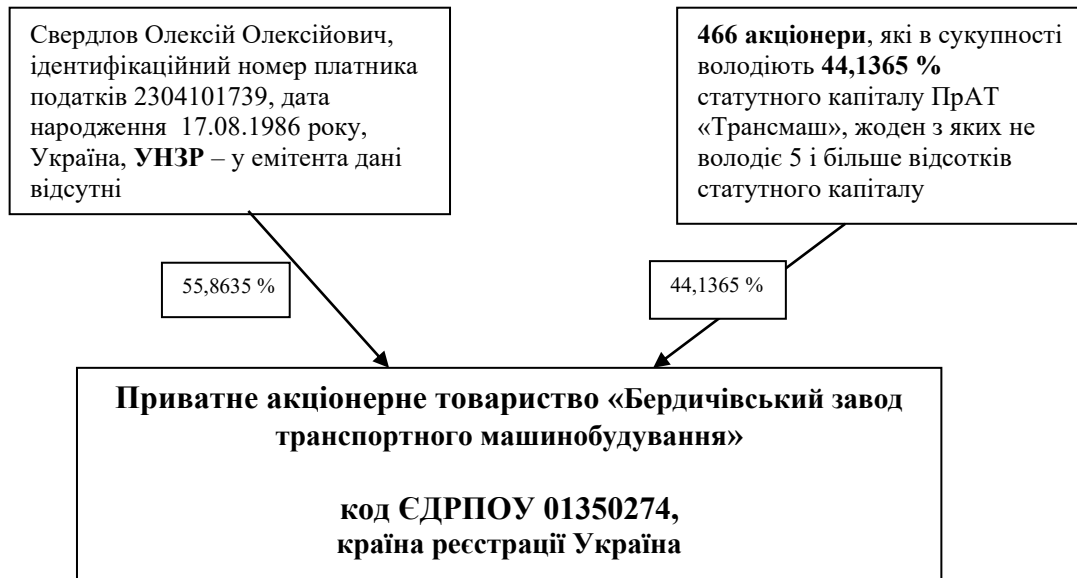 Свердлов Олексій Олексійович,
ідентифікаційний номер платника
податків 2304101739, дата
народження 17.08.1986 року,
Україна, УНЗР – у емітента дані
відсутні
466 акціонери, які в сукупності
володіють 44,1365 %
статутного капіталу ПрАТ
«Трансмаш», жоден з яких не
володіє 5 і більше відсотків
статутного капіталу
55,8635 %
44,1365 %
Приватне акціонерне товариство «Бердичівський завод
транспортного машинобудування»
код ЄДРПОУ 01350274,
країна реєстрації Україна